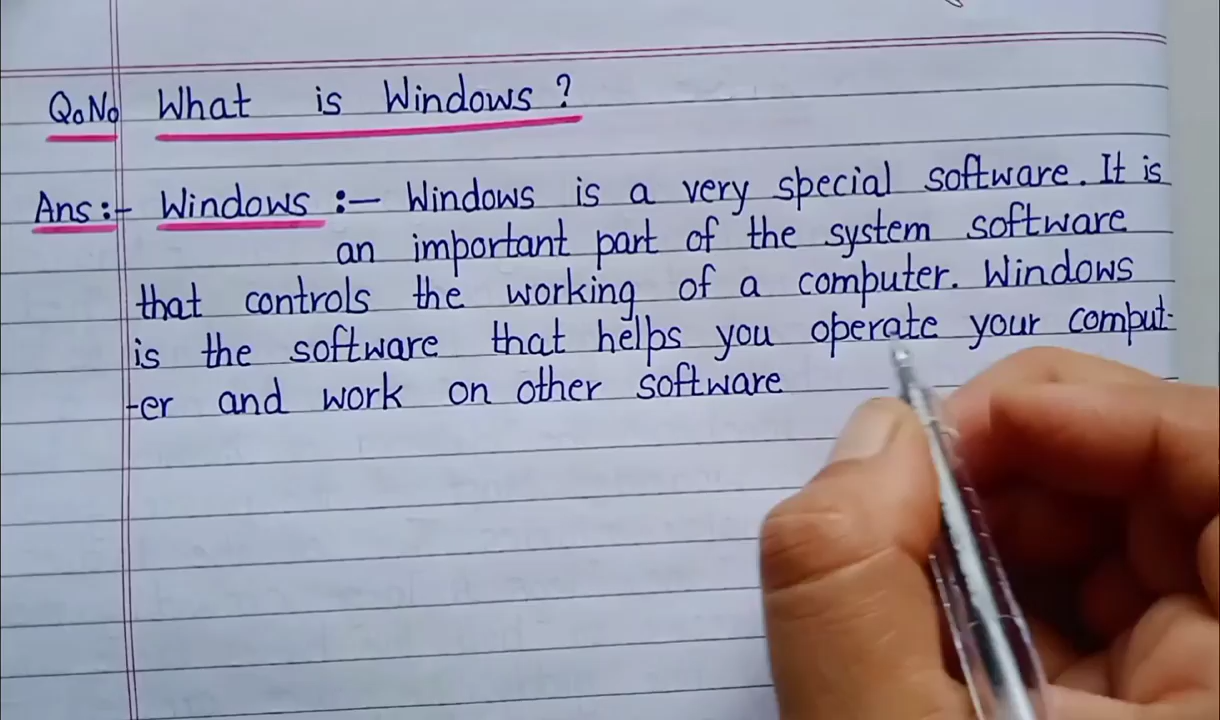 Q.No What is Windows ?
Ans :- Windows :- Windows is a very special software. It is
an important part of the system software
that controls the working of a computer. Windows
is the software that helps you operate your comput-
-er and work on other software